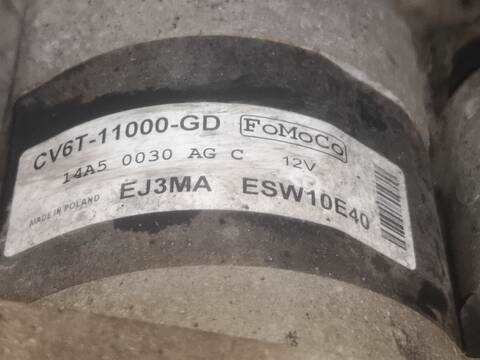 CV6T-11000-GD FoMoCo
14A5 0030 AG C 12V
EJ3MA ESW10E40
MADE IN POLAND